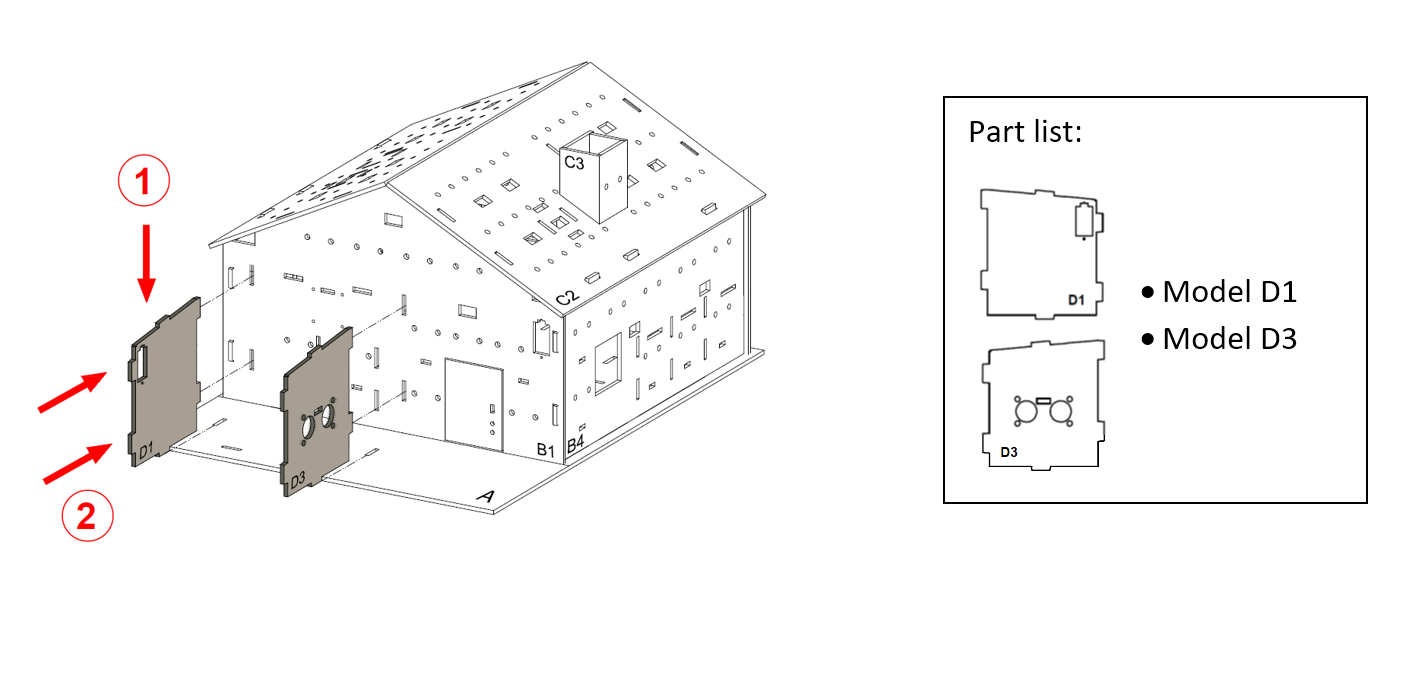 1
C3
C2
B1
B4
D1
D3
A
2
Part list:
D1
D3
• Model D1
• Model D3